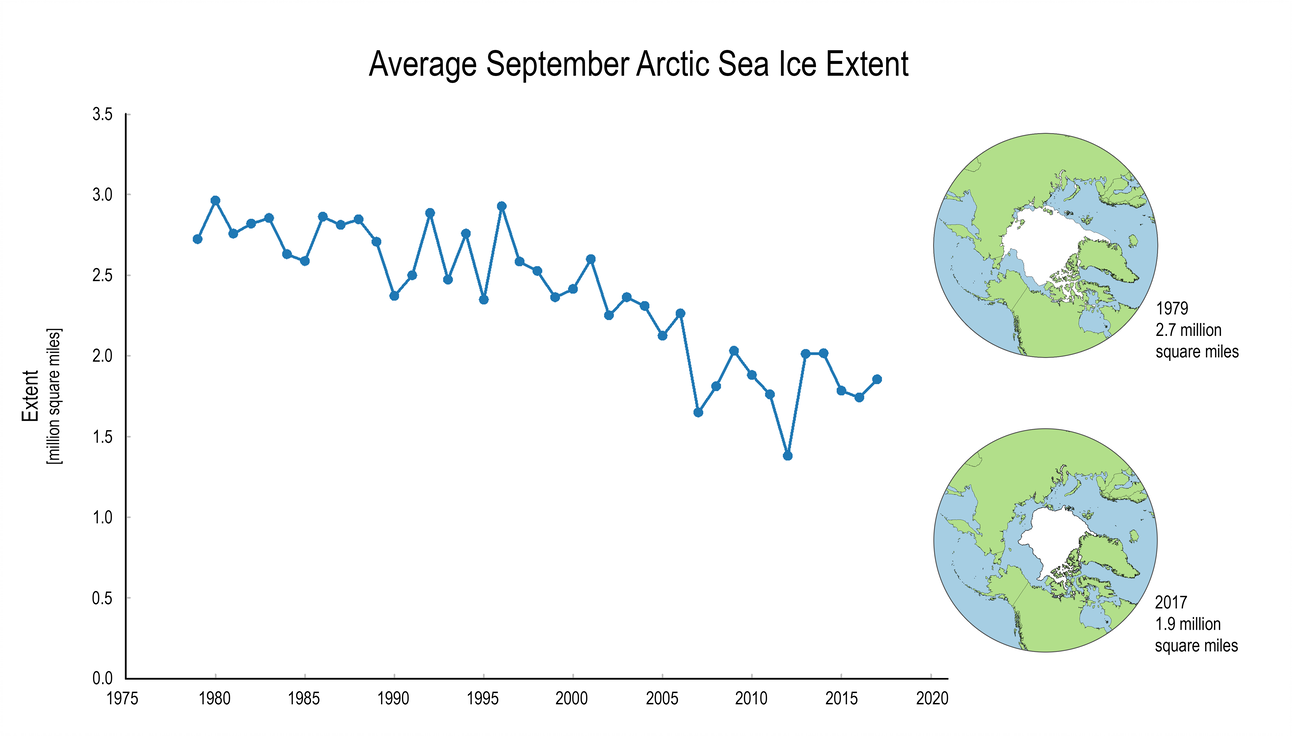 Average September Arctic Sea Ice Extent
Extent
[million square miles]
3.5
3.0
2.5
2.0
1.5
1.0
0.5
0.0
1975 1980 1985 1990 1995 2000 2005 2010 2015 2020
1979
2.7 million
square miles
2017
1.9 million
square miles